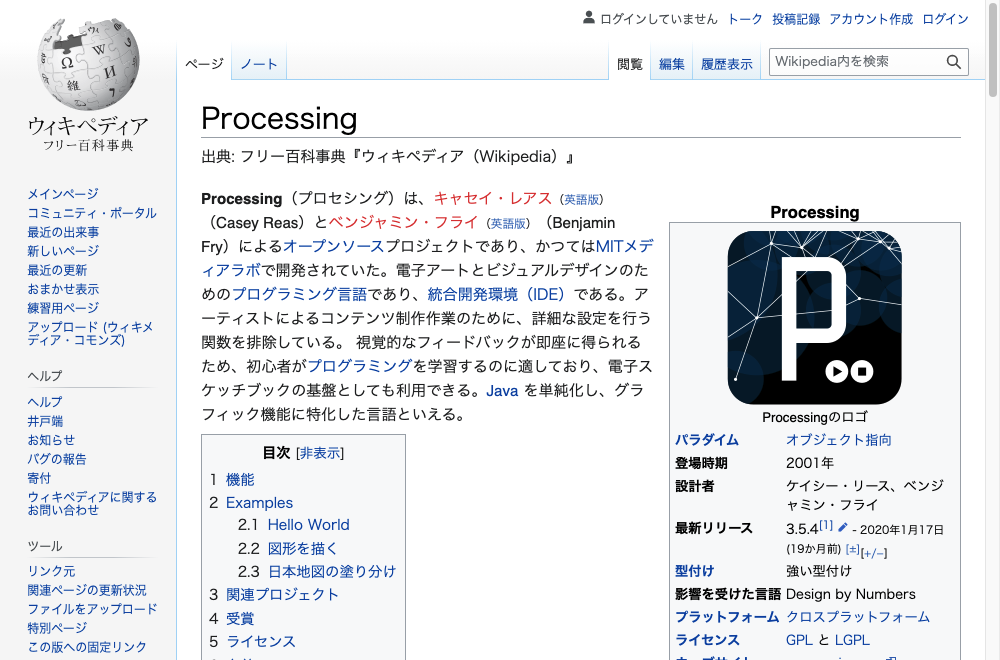 ログインしていません トーク 投稿記録 アカウント作成 ログイン
ページ ノート 閲覧 編集 履歴表示 Wikipedia内を検索
ウィキペディア
フリー百科事典
メインページ
コミュニティ・ポータル
最近の出来事
新しいページ
最近の更新
おまかせ表示
練習用ページ
アップロード (ウィキメ
ディア・コモンズ)
ヘルプ
ヘルプ
井戸端
お知らせ
バグの報告
寄付
ウィキペディアに関する
お問い合わせ
ツール
リンク元
関連ページの更新状況
ファイルをアップロード
特別ページ
この版への固定リンク
Processing
出典: フリー百科事典『ウィキペディア（Wikipedia）』
Processing（プロセシング）は、キャセイ・レアス（英語版）
（Casey Reas）とベンジャミン・フライ（英語版）（Benjamin
Fry）によるオープンソースプロジェクトであり、かつてはMITメデ
ィアラボで開発されていた。電子アートとビジュアルデザインのた
めのプログラミング言語であり、統合開発環境（IDE）である。ア
ーティストによるコンテンツ制作作業のために、詳細な設定を行う
関数を排除している。 視覚的なフィードバックが即座に得られる
ため、初心者がプログラミングを学習するのに適しており、電子ス
ケッチブックの基盤としても利用できる。Java を単純化し、グラ
フィック機能に特化した言語といえる。
目次 [非表示]
1 機能
2 Examples
2.1 Hello World
2.2 図形を描く
2.3 日本地図の塗り分け
3 関連プロジェクト
4 受賞
5 ライセンス
Processing
P
Processingのロゴ
パラダイム オブジェクト指向
登場時期 2001年
設計者 ケイシー・リース、ベンジ
ャミン・フライ
最新リリース 3.5.4[1] - 2020年1月17日
(19か月前) [±][+/−]
型付け 強い型付け
影響を受けた言語 Design by Numbers
プラットフォーム クロスプラットフォーム
ライセンス GPL と LGPL